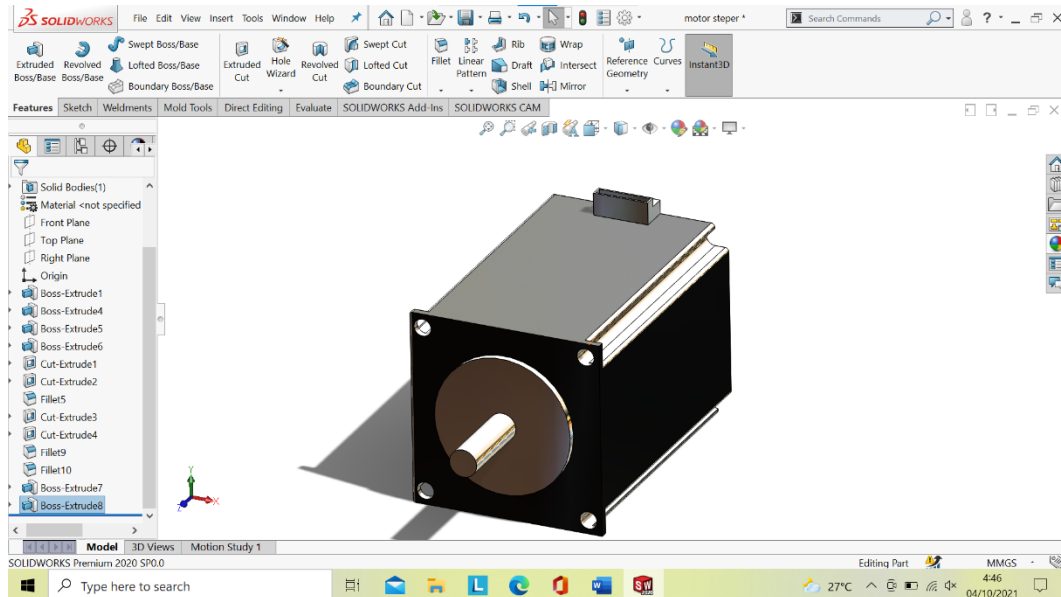 SOLIDWORKS File Edit View Insert Tools Window Help motor steper * Search Commands ?
Extruded Boss/Base
Revolved Boss/Base
Swept Boss/Base
Lofted Boss/Base
Boundary Boss/Base
Extruded Cut
Hole Wizard
Revolved Cut
Swept Cut
Lofted Cut
Boundary Cut
Fillet
Linear Pattern
Rib
Draft
Shell
Wrap
Intersect
Mirror
Reference Geometry
Curves
Instant3D
Features Sketch Weldments Mold Tools Direct Editing Evaluate SOLIDWORKS Add-Ins SOLIDWORKS CAM
Solid Bodies(1)
Material <not specified
Front Plane
Top Plane
Right Plane
Origin
Boss-Extrude1
Boss-Extrude4
Boss-Extrude5
Boss-Extrude6
Cut-Extrude1
Cut-Extrude2
Fillet5
Cut-Extrude3
Cut-Extrude4
Fillet9
Fillet10
Boss-Extrude7
Boss-Extrude8
Y
X
Z
Model 3D Views Motion Study 1
SOLIDWORKS Premium 2020 SP0.0 Editing Part MMGS
Type here to search 27°C 4:46
04/10/2021